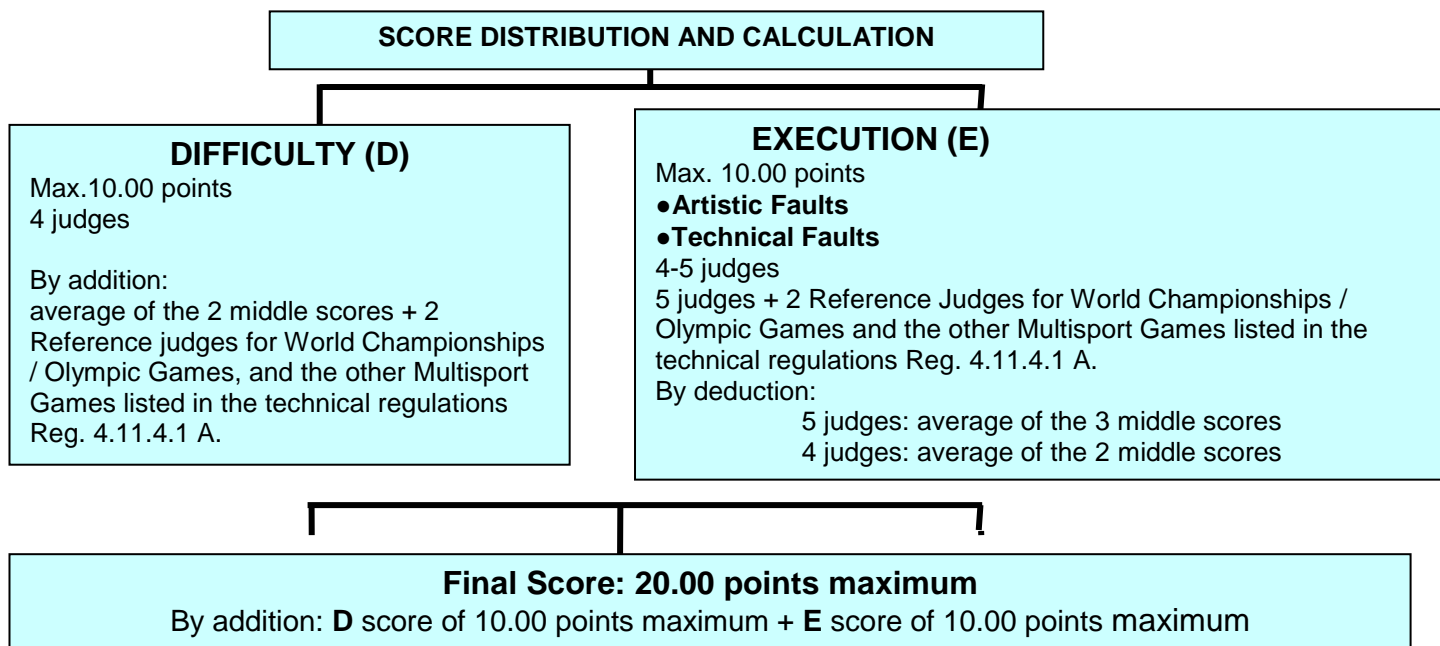 SCORE DISTRIBUTION AND CALCULATION
DIFFICULTY (D)
Max.10.00 points
4 judges
By addition:
average of the 2 middle scores + 2
Reference judges for World Championships
/ Olympic Games, and the other Multisport
Games listed in the technical regulations
Reg. 4.11.4.1 A.
EXECUTION (E)
Max. 10.00 points
●Artistic Faults
●Technical Faults
4-5 judges
5 judges + 2 Reference Judges for World Championships /
Olympic Games and the other Multisport Games listed in the
technical regulations Reg. 4.11.4.1 A.
By deduction:
5 judges: average of the 3 middle scores
4 judges: average of the 2 middle scores
Final Score: 20.00 points maximum
By addition: D score of 10.00 points maximum + E score of 10.00 points maximum